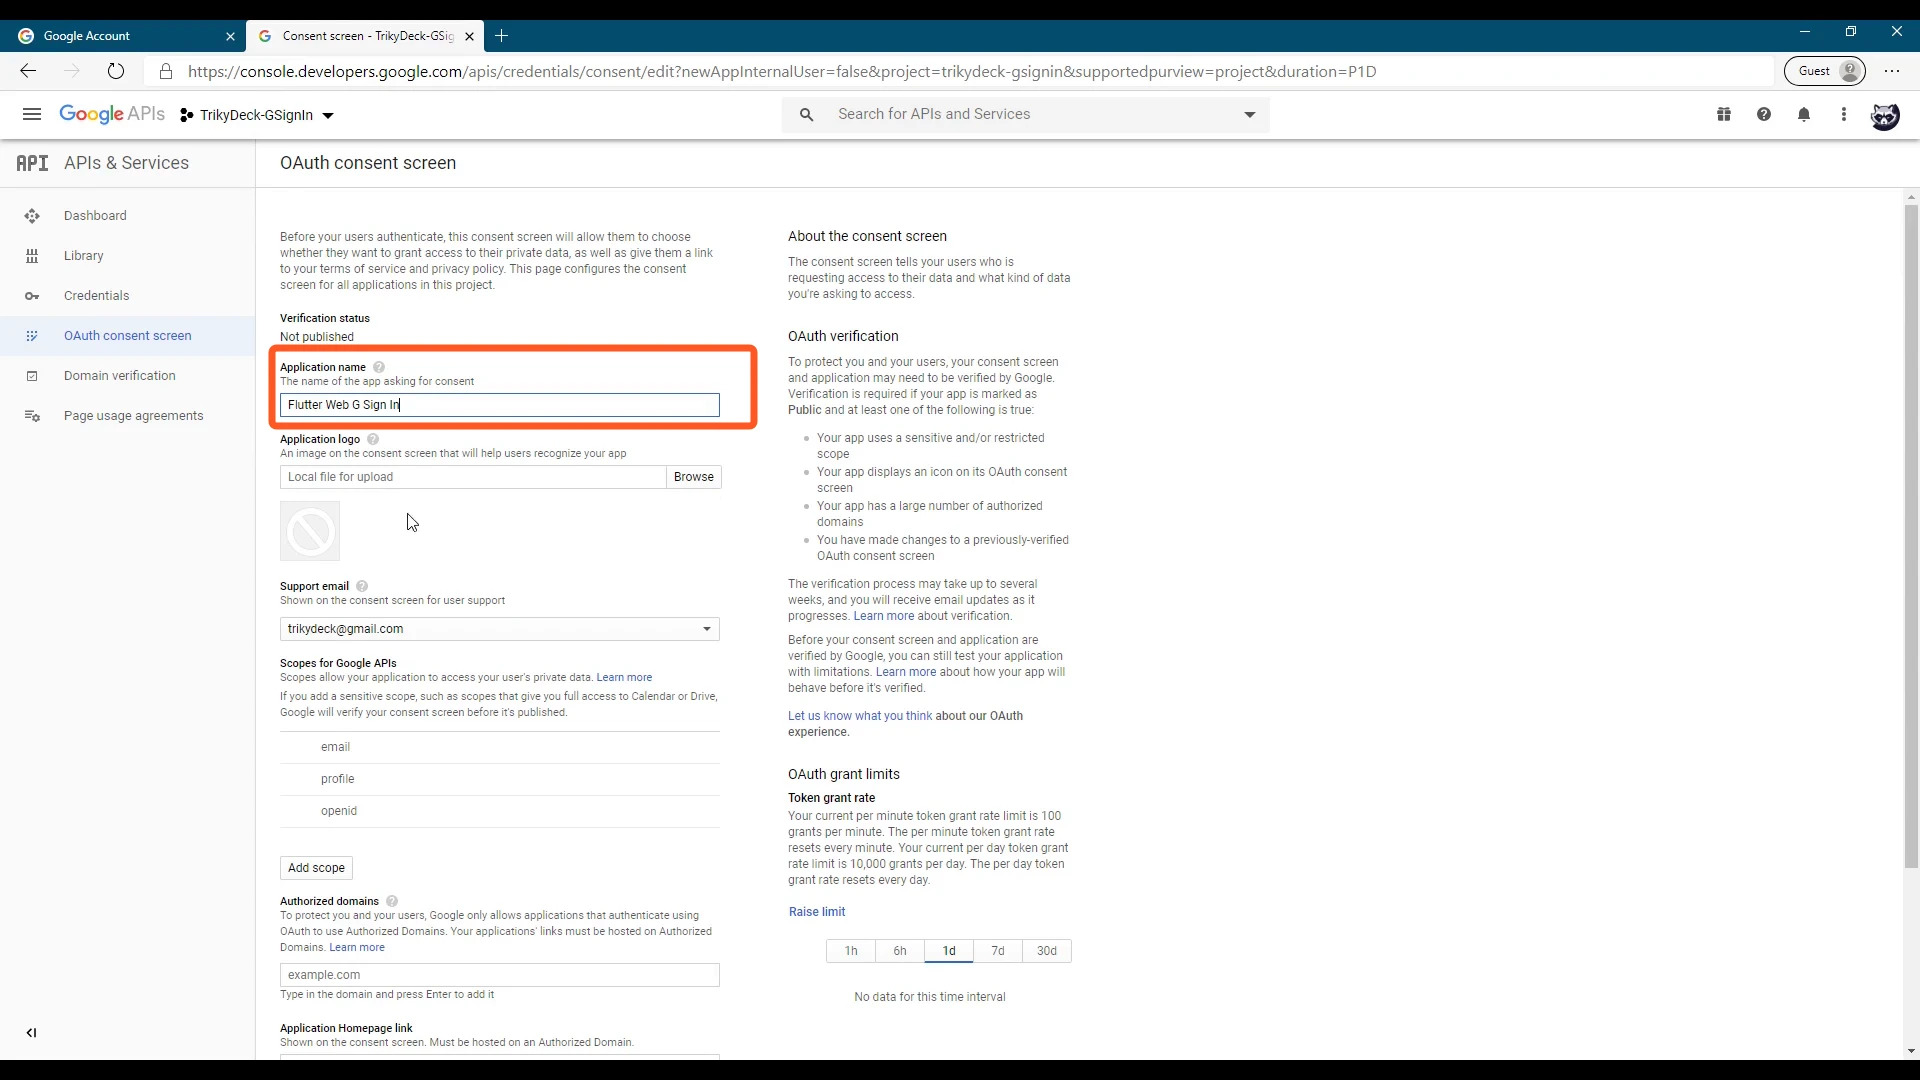 Google Account
Consent screen - TrikyDeck-GSig
https://console.developers.google.com/apis/credentials/consent/edit?newAppInternalUser=false&project=trikydeck-gsignin&supportedpurview=project&duration=P1D
Guest
Google APIs
TrikyDeck-GSignIn
Search for APIs and Services
API APIs & Services
OAuth consent screen
Dashboard
Library
Credentials
OAuth consent screen
Domain verification
Page usage agreements
Before your users authenticate, this consent screen will allow them to choose
whether they want to grant access to their private data, as well as give them a link
to your terms of service and privacy policy. This page configures the consent
screen for all applications in this project.
Verification status
Not published
Application name
The name of the app asking for consent
Flutter Web G Sign In
Application logo
An image on the consent screen that will help users recognize your app
Local file for upload
Browse
Support email
Shown on the consent screen for user support
trikydeck@gmail.com
Scopes for Google APIs
Scopes allow your application to access your user's private data. Learn more
If you add a sensitive scope, such as scopes that give you full access to Calendar or Drive,
Google will verify your consent screen before it's published.
email
profile
openid
Add scope
Authorized domains
To protect you and your users, Google only allows applications that authenticate using
OAuth to use Authorized Domains. Your applications' links must be hosted on Authorized
Domains. Learn more
example.com
Type in the domain and press Enter to add it
Application Homepage link
Shown on the consent screen. Must be hosted on an Authorized Domain.
About the consent screen
The consent screen tells your users who is
requesting access to their data and what kind of data
you're asking to access.
OAuth verification
To protect you and your users, your consent screen
and application may need to be verified by Google.
Verification is required if your app is marked as
Public and at least one of the following is true:
Your app uses a sensitive and/or restricted
scope
Your app displays an icon on its OAuth consent
screen
Your app has a large number of authorized
domains
You have made changes to a previously-verified
OAuth consent screen
The verification process may take up to several
weeks, and you will receive email updates as it
progresses. Learn more about verification.
Before your consent screen and application are
verified by Google, you can still test your application
with limitations. Learn more about how your app will
behave before it's verified.
Let us know what you think about our OAuth
experience.
OAuth grant limits
Token grant rate
Your current per minute token grant rate limit is 100
grants per minute. The per minute token grant rate
resets every minute. Your current per day token grant
rate limit is 10,000 grants per day. The per day token
grant rate resets every day.
Raise limit
1h 6h 1d 7d 30d
No data for this time interval